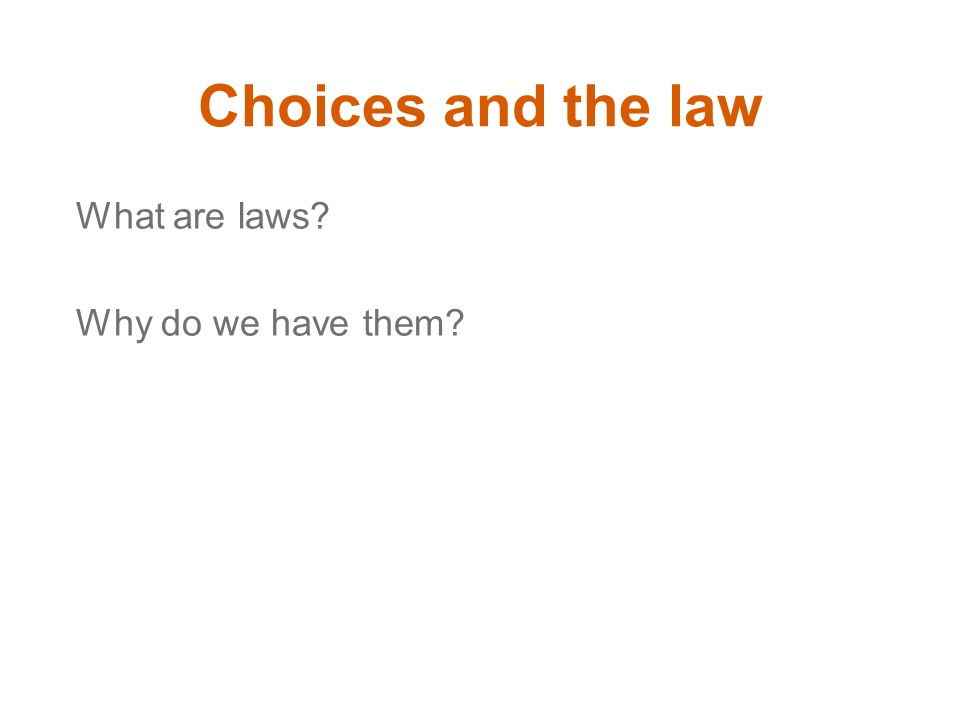 Choices and the law
What are laws?
Why do we have them?